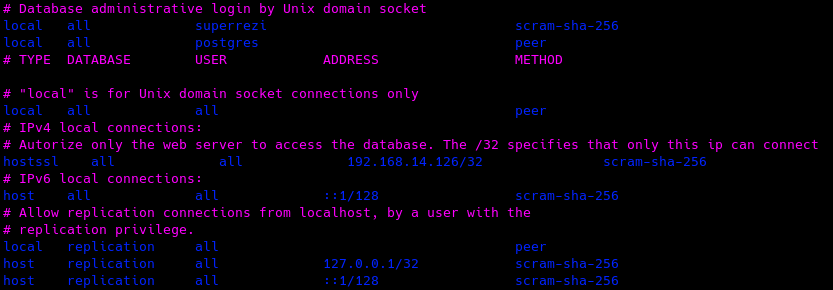 # Database administrative login by Unix domain socket
local   all             superrezi                               scram-sha-256
local   all             postgres                                peer
# TYPE  DATABASE        USER            ADDRESS                 METHOD
# "local" is for Unix domain socket connections only
local   all             all                                     peer
# IPv4 local connections:
# Autorize only the web server to access the database. The /32 specifies that only this ip can connect
hostssl    all             all             192.168.14.126/32               scram-sha-256
# IPv6 local connections:
host    all             all             ::1/128                 scram-sha-256
# Allow replication connections from localhost, by a user with the
# replication privilege.
local   replication     all                                     peer
host    replication     all             127.0.0.1/32            scram-sha-256
host    replication     all             ::1/128                 scram-sha-256